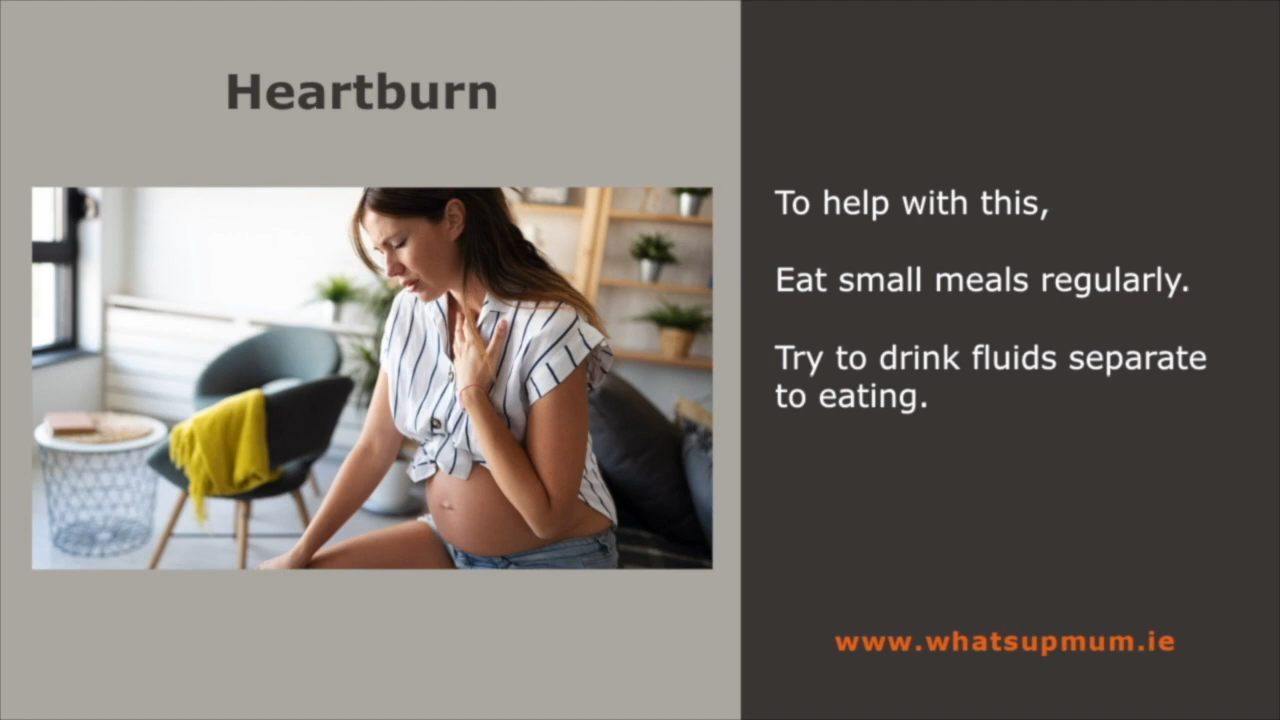 Heartburn
To help with this,
Eat small meals regularly.
Try to drink fluids separate
to eating.
www.whatsupmum.ie